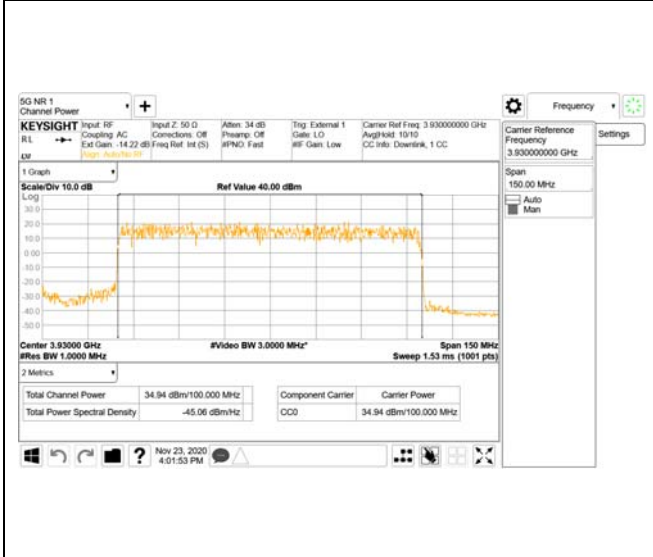 5G NR 1
Channel Power
+
KEYSIGHT
RL
Input: RF
Coupling: AC
Ext Gain: -14.22 dB
Align: Auto/No RF
Input Z: 50 Ω
Corrections: Off
Freq Ref: Int (S)
Atten: 34 dB
Preamp: Off
#PNO: Fast
Trig: External 1
Gate: LO
#IF Gain: Low
Carrier Ref Freq: 3.930000000 GHz
Avg|Hold: 10/10
CC Info: Downlink, 1 CC
1 Graph
Scale/Div 10.0 dB
Ref Value 40.00 dBm
Log
30.0
20.0
10.0
0.00
-10.0
-20.0
-30.0
-40.0
-50.0
Center 3.93000 GHz
#Video BW 3.0000 MHz*
Span 150 MHz
#Res BW 1.0000 MHz
Sweep 1.53 ms (1001 pts)
2 Metrics
Total Channel Power 34.94 dBm/100.000 MHz
Total Power Spectral Density -45.06 dBm/Hz
Component Carrier Carrier Power
CC0 34.94 dBm/100.000 MHz
?
Nov 23, 2020
4:01:53 PM
Frequency
Carrier Reference
Frequency
3.930000000 GHz
Span
150.00 MHz
Auto
Man
Settings